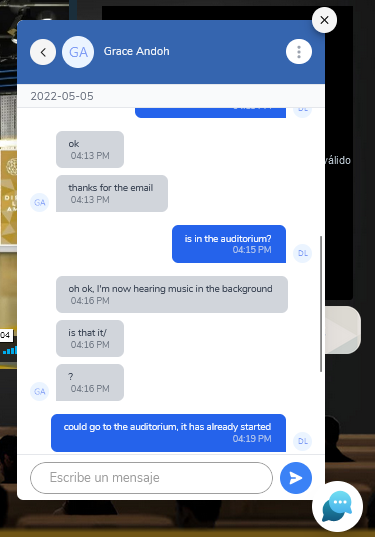 GA
Grace Andoh
2022-05-05
DL
ok
04:13 PM
thanks for the email
04:13 PM
GA
is in the auditorium?
04:15 PM
DL
oh ok, I'm now hearing music in the background
04:16 PM
is that it/
04:16 PM
?
04:16 PM
GA
could go to the auditorium, it has already started
04:19 PM
DL
Escribe un mensaje
válido
04